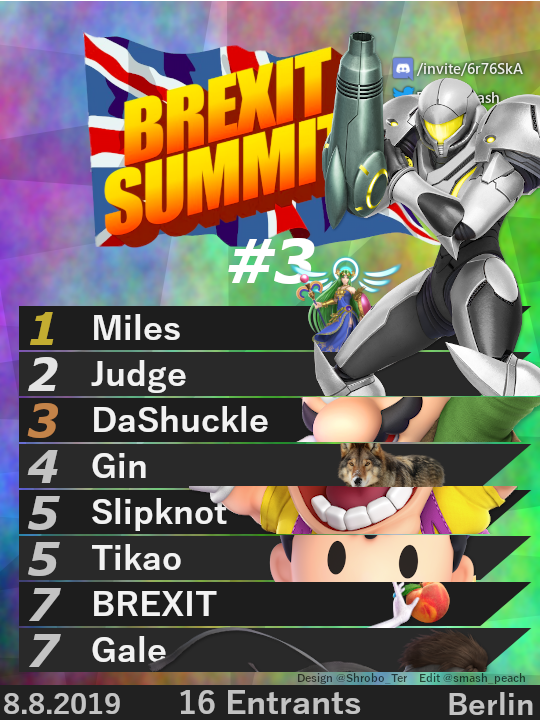 BREXIT
SUMMIT
/invite/6r76SkA
#3
1 Miles
2 Judge
3 DaShuckle
4 Gin
5 Slipknot
5 Tikao
7 BREXIT
7 Gale
Design @Shrobo_Ter Edit @smash_peach
8.8.2019 16 Entrants Berlin